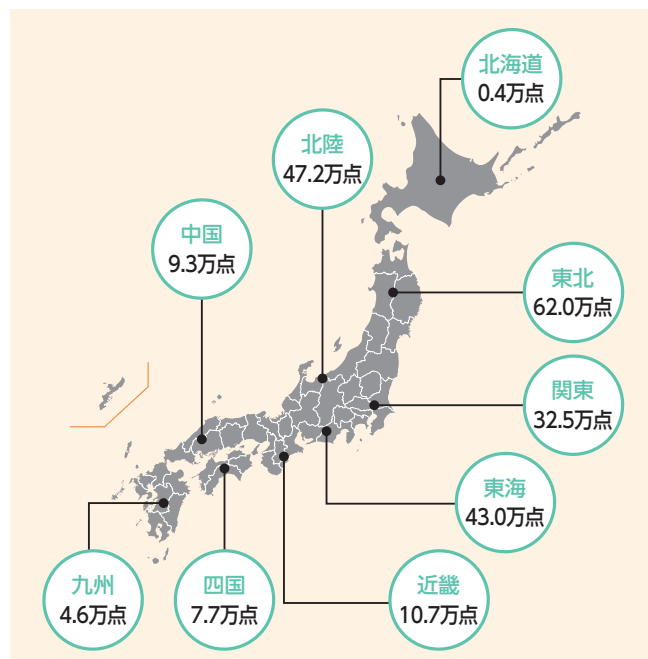 北海道
0.4万点
北陸
47.2万点
中国
9.3万点
東北
62.0万点
関東
32.5万点
東海
43.0万点
九州
4.6万点
四国
7.7万点
近畿
10.7万点